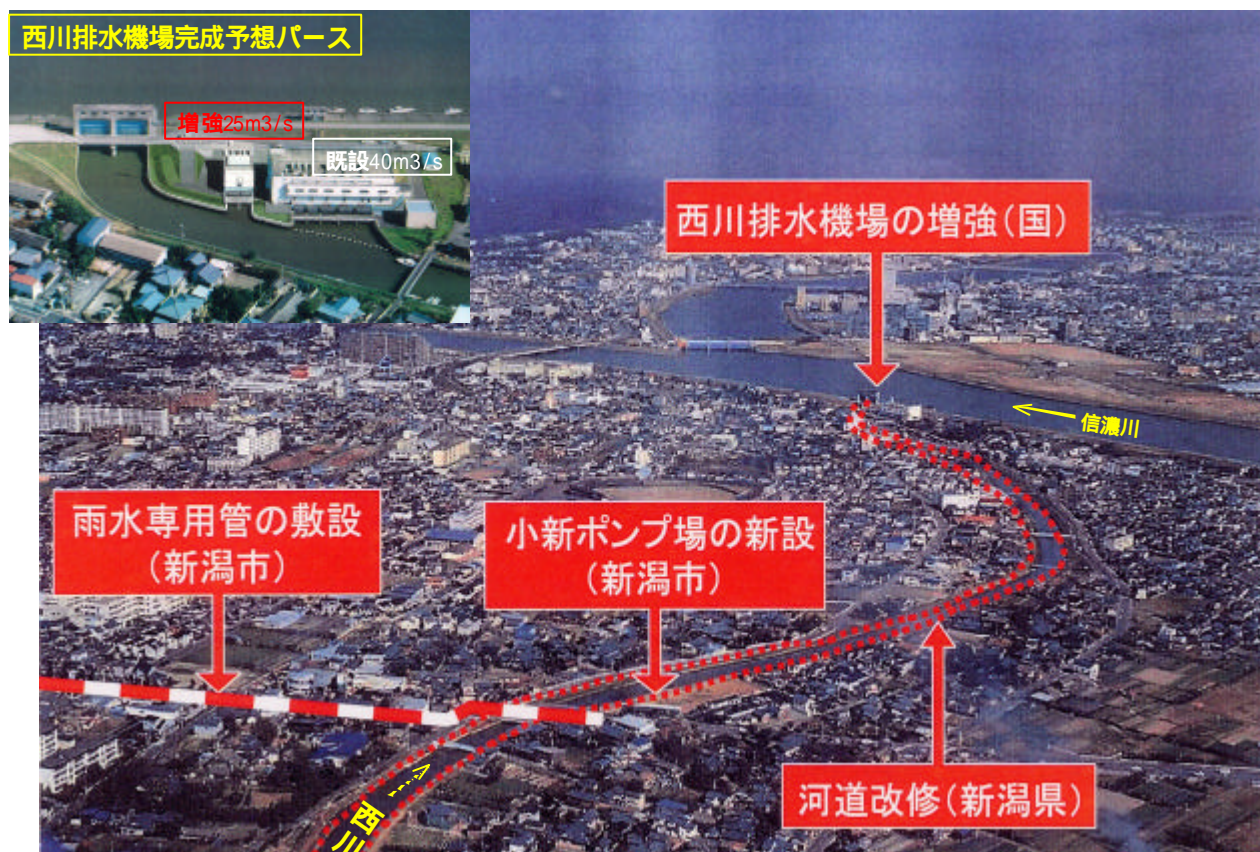 西川排水機場完成予想パース
増強25m3/s
既設40m3/s
西川排水機場の増強(国)
信濃川
雨水専用管の敷設
(新潟市)
小新ポンプ場の新設
(新潟市)
河道改修(新潟県)
西川